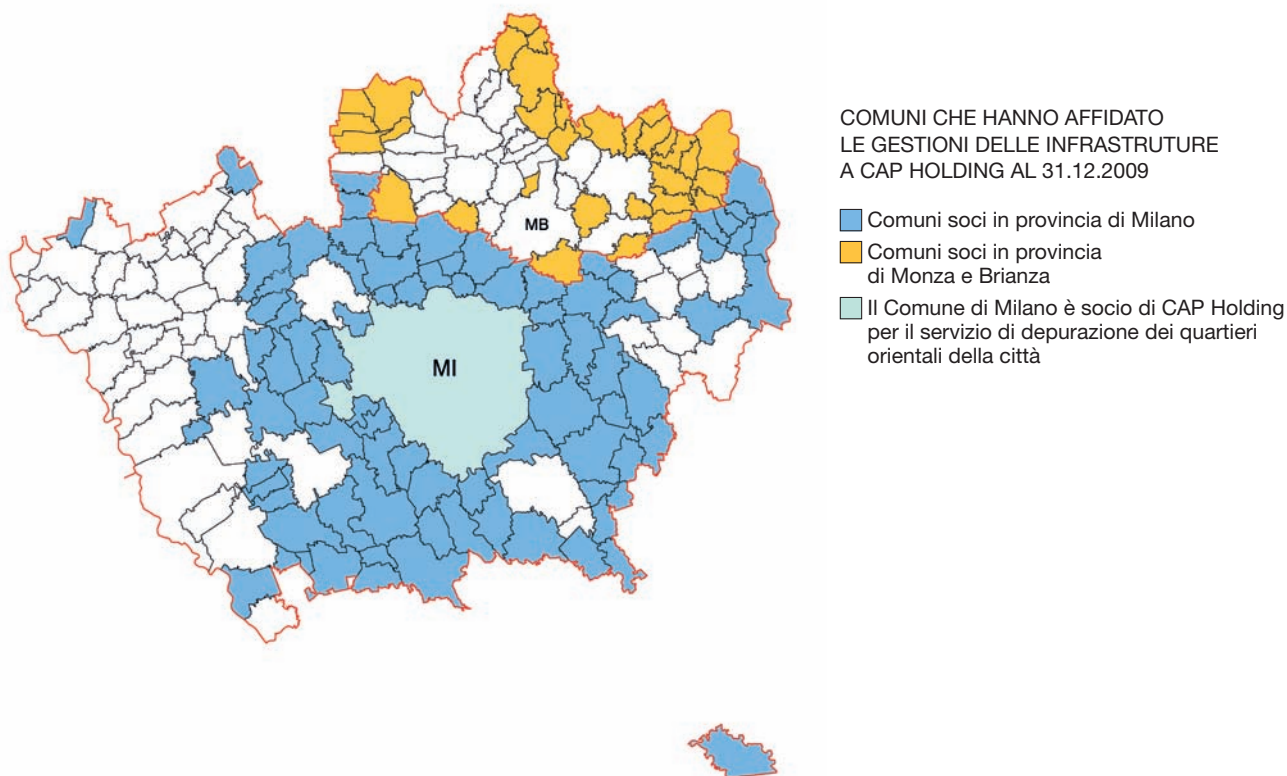 COMUNI CHE HANNO AFFIDATO
LE GESTIONI DELLE INFRASTRUTURE
A CAP HOLDING AL 31.12.2009
Comuni soci in provincia di Milano
Comuni soci in provincia
di Monza e Brianza
Il Comune di Milano è socio di CAP Holding
per il servizio di depurazione dei quartieri
orientali della città
MB
MI